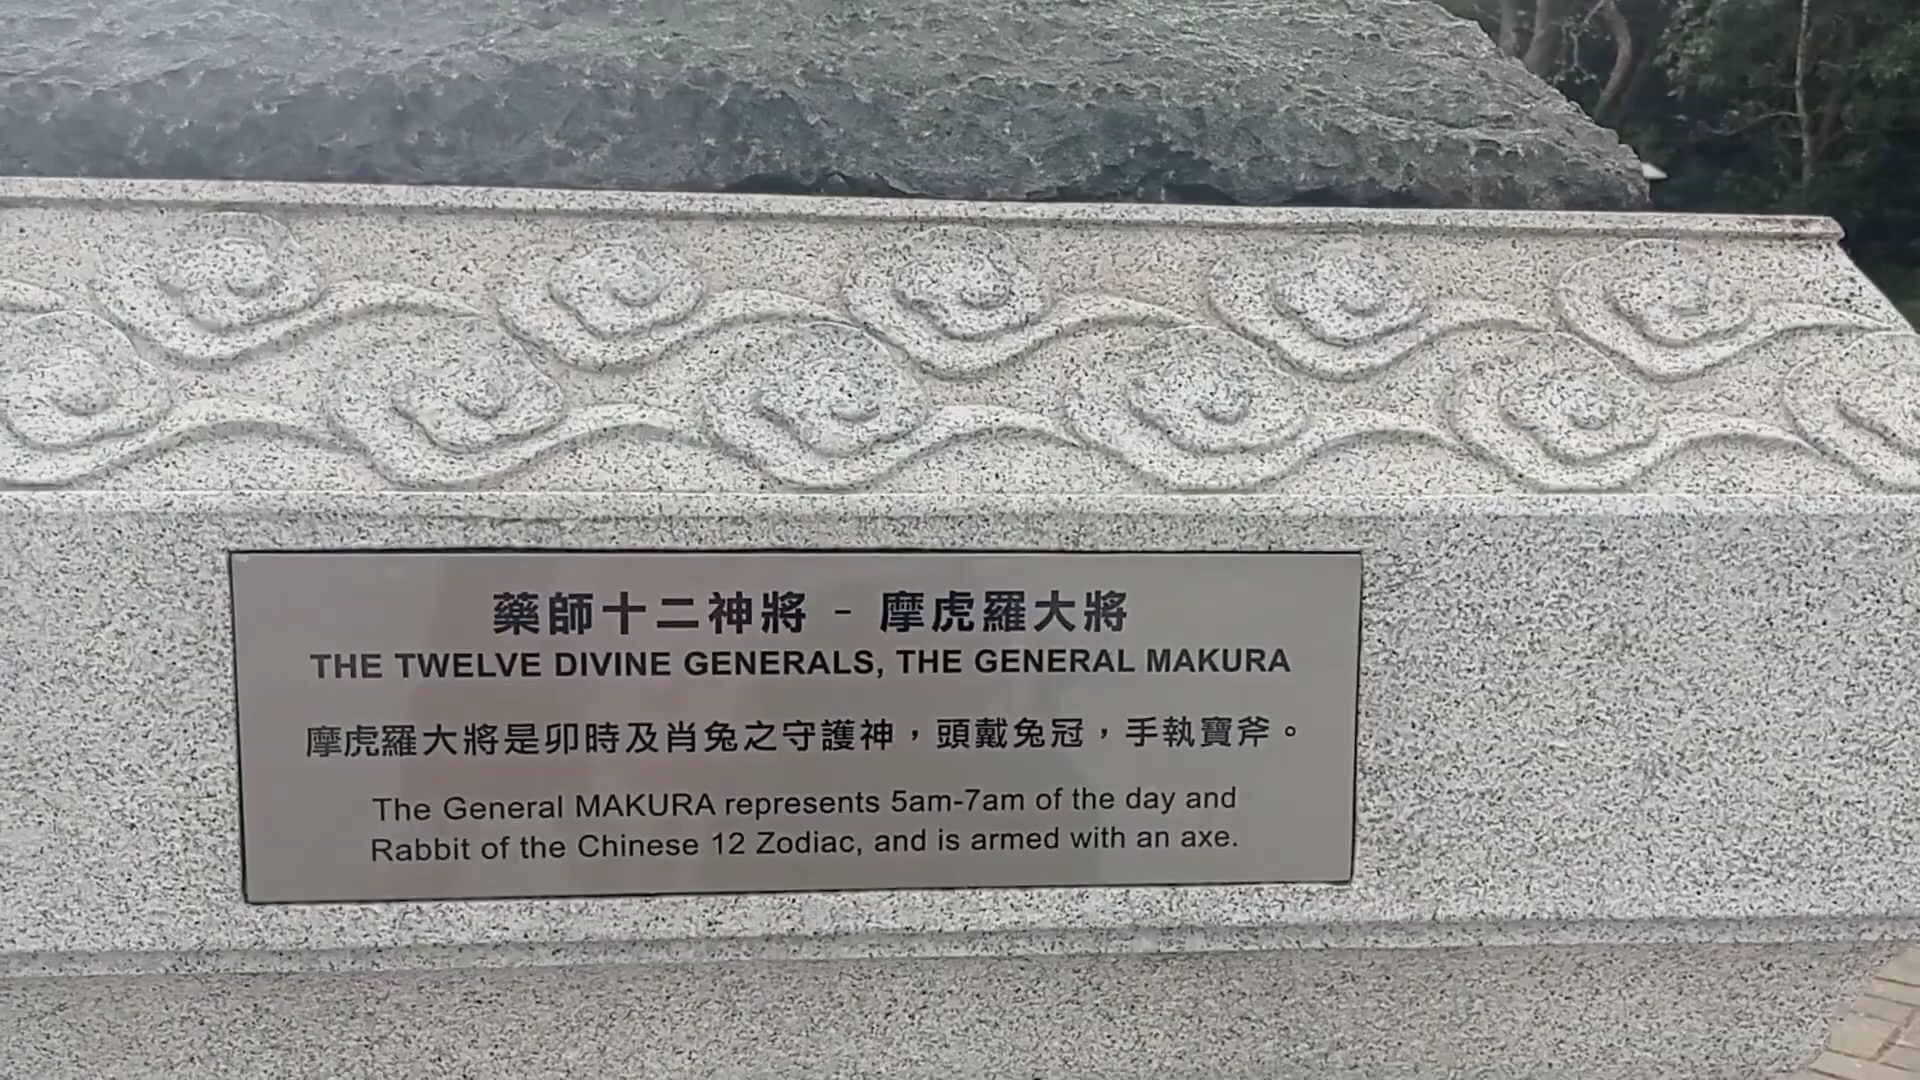 藥師十二神將 - 摩虎羅大將
THE TWELVE DIVINE GENERALS, THE GENERAL MAKURA
摩虎羅大將是卯時及肖兔之守護神，頭戴兔冠，手執寶斧。
The General MAKURA represents 5am-7am of the day and
Rabbit of the Chinese 12 Zodiac, and is armed with an axe.